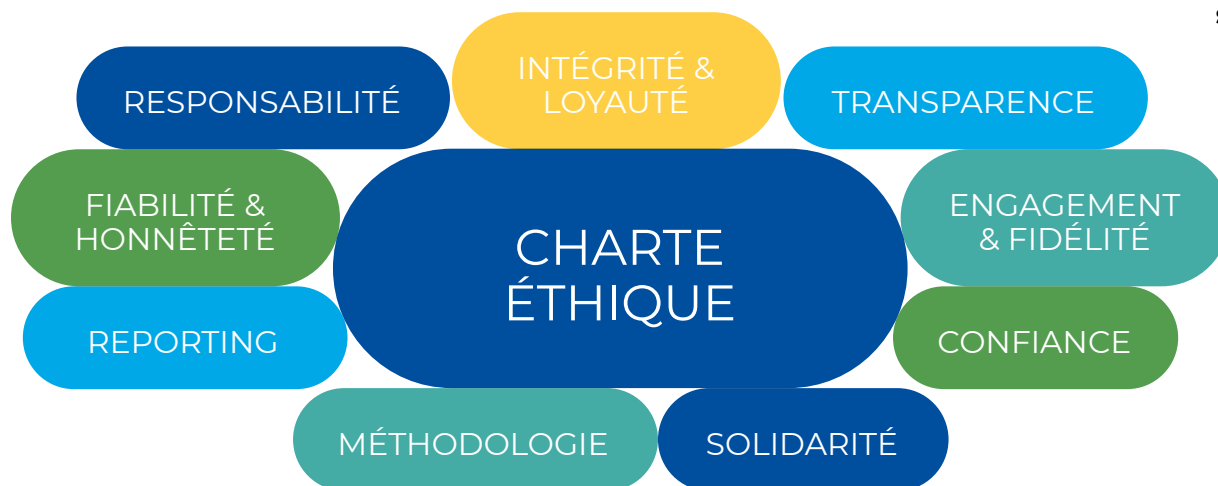 INTÉGRITÉ &
LOYAUTÉ
RESPONSABILITÉ
TRANSPARENCE
FIABILITÉ &
HONNÊTETÉ
ENGAGEMENT
& FIDÉLITÉ
CHARTE
ÉTHIQUE
REPORTING
CONFIANCE
MÉTHODOLOGIE
SOLIDARITÉ